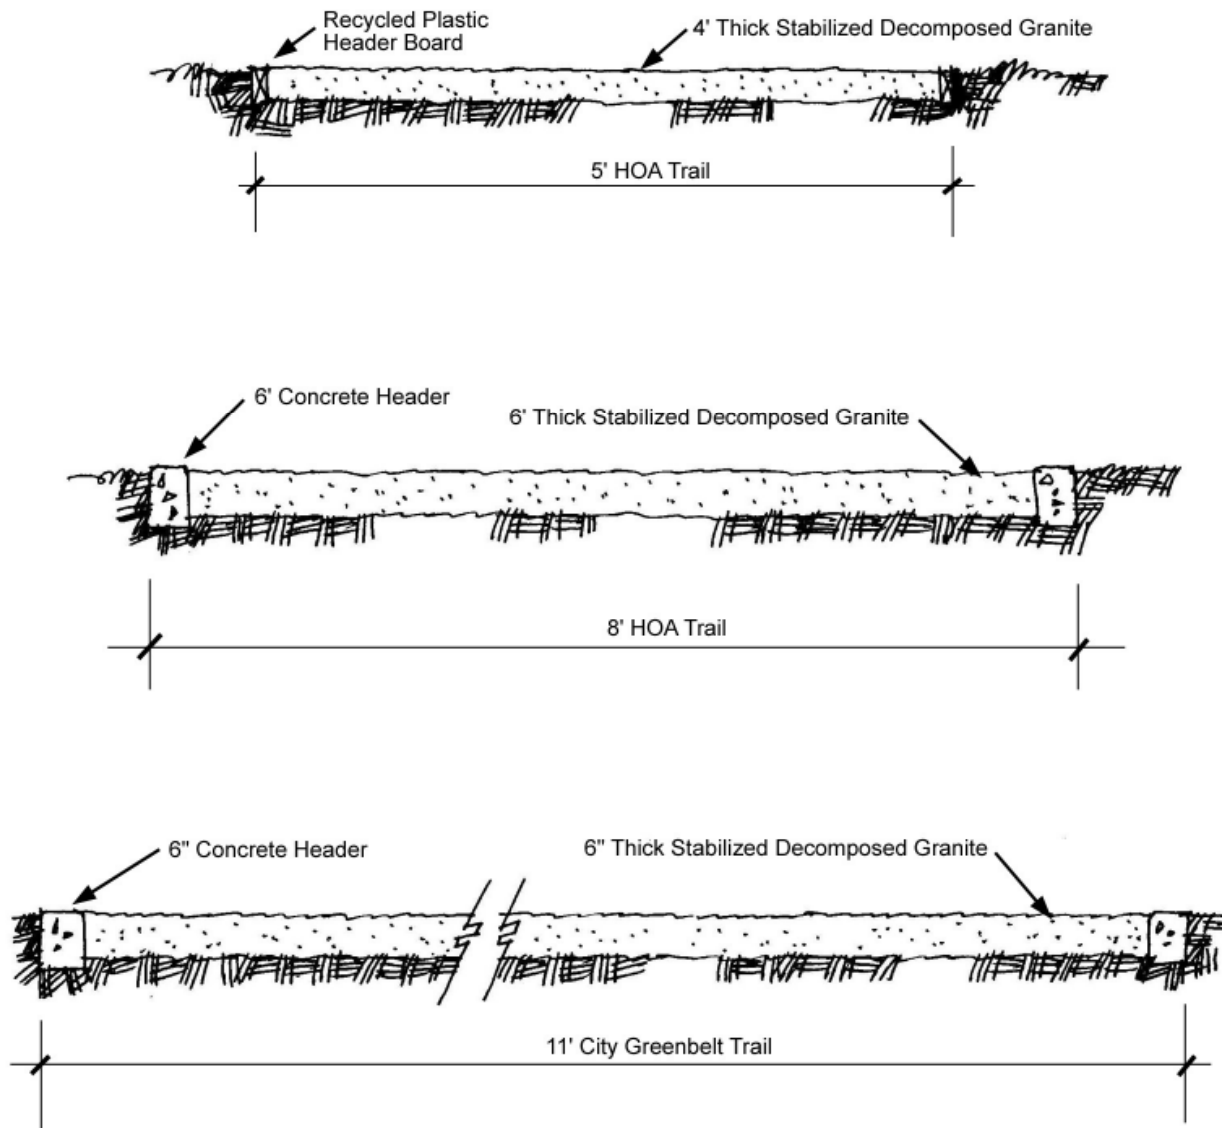 Recycled Plastic
Header Board
4' Thick Stabilized Decomposed Granite
5' HOA Trail
6' Concrete Header
6' Thick Stabilized Decomposed Granite
8' HOA Trail
6" Concrete Header
6" Thick Stabilized Decomposed Granite
11' City Greenbelt Trail